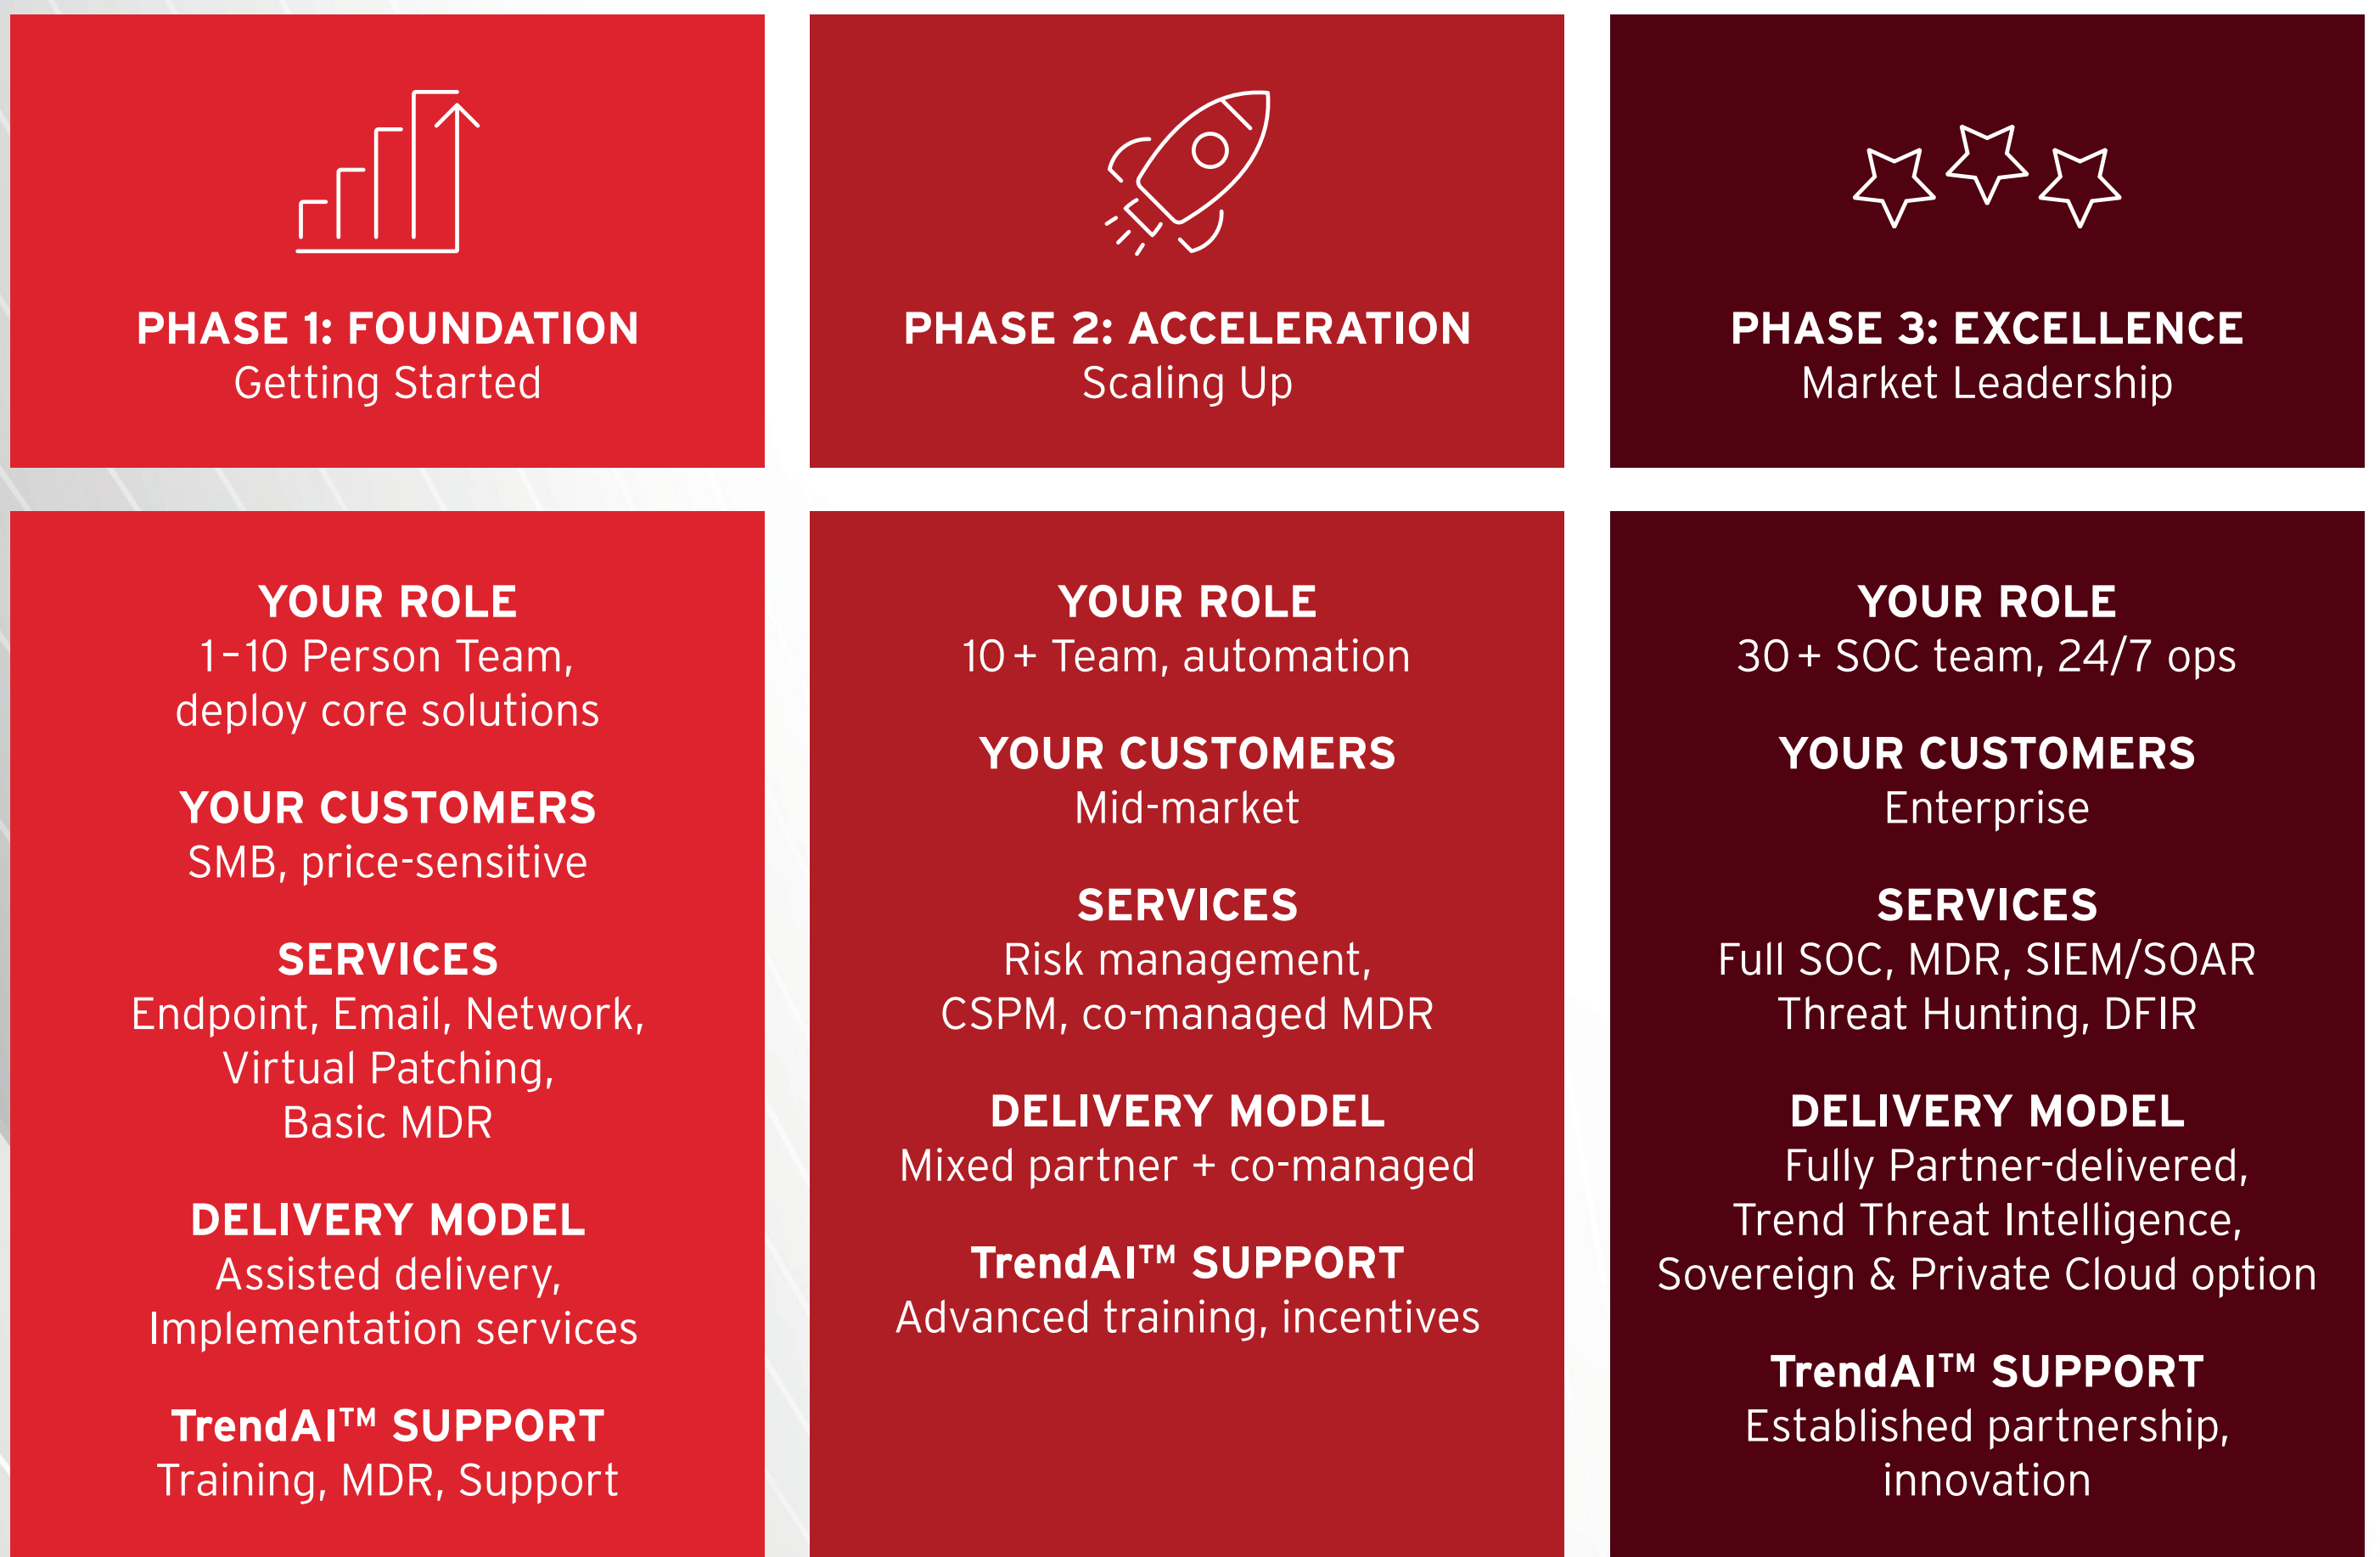 PHASE 1: FOUNDATION
Getting Started
YOUR ROLE
1–10 Person Team,
deploy core solutions
YOUR CUSTOMERS
SMB, price-sensitive
SERVICES
Endpoint, Email, Network,
Virtual Patching,
Basic MDR
DELIVERY MODEL
Assisted delivery,
Implementation services
TrendAI™ SUPPORT
Training, MDR, Support
PHASE 2: ACCELERATION
Scaling Up
YOUR ROLE
10+ Team, automation
YOUR CUSTOMERS
Mid-market
SERVICES
Risk management,
CSPM, co-managed MDR
DELIVERY MODEL
Mixed partner + co-managed
TrendAI™ SUPPORT
Advanced training, incentives
PHASE 3: EXCELLENCE
Market Leadership
YOUR ROLE
30+ SOC team, 24/7 ops
YOUR CUSTOMERS
Enterprise
SERVICES
Full SOC, MDR, SIEM/SOAR
Threat Hunting, DFIR
DELIVERY MODEL
Fully Partner-delivered,
Trend Threat Intelligence,
Sovereign & Private Cloud option
TrendAI™ SUPPORT
Established partnership,
innovation